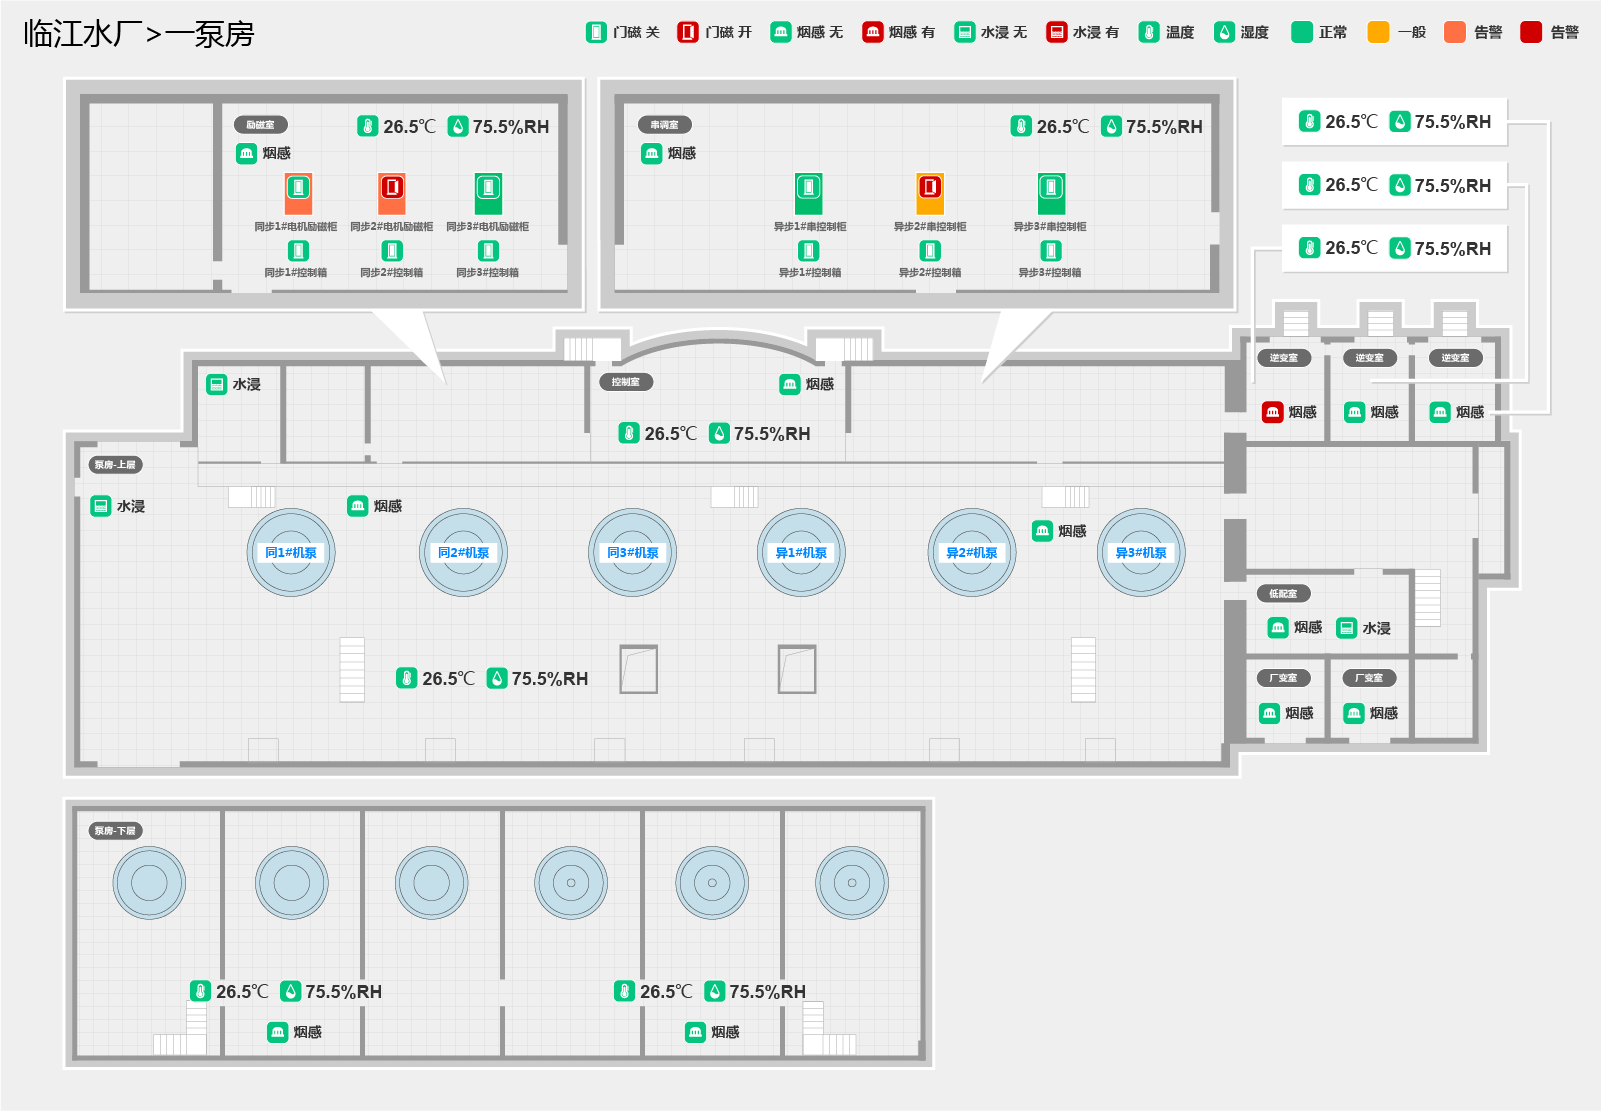 临江水厂>一泵房
门磁 关
门磁 开
烟感 无
烟感 有
水浸 无
水浸 有
温度
湿度
正常
一般
告警
告警
励磁室
26.5℃
75.5%RH
烟感
同步1#电机励磁柜
同步2#电机励磁柜
同步3#电机励磁柜
同步1#控制箱
同步2#控制箱
同步3#控制箱
串调室
26.5℃
75.5%RH
烟感
异步1#串控制柜
异步2#串控制柜
异步3#串控制柜
异步1#控制箱
异步2#控制箱
异步3#控制箱
26.5℃
75.5%RH
26.5℃
75.5%RH
26.5℃
75.5%RH
水浸
控制室
烟感
26.5℃
75.5%RH
逆变室
逆变室
逆变室
烟感
烟感
烟感
泵房-上层
水浸
烟感
烟感
同1#机泵
同2#机泵
同3#机泵
异1#机泵
异2#机泵
异3#机泵
低配室
烟感
水浸
26.5℃
75.5%RH
厂变室
厂变室
烟感
烟感
泵房-下层
26.5℃
75.5%RH
26.5℃
75.5%RH
烟感
烟感